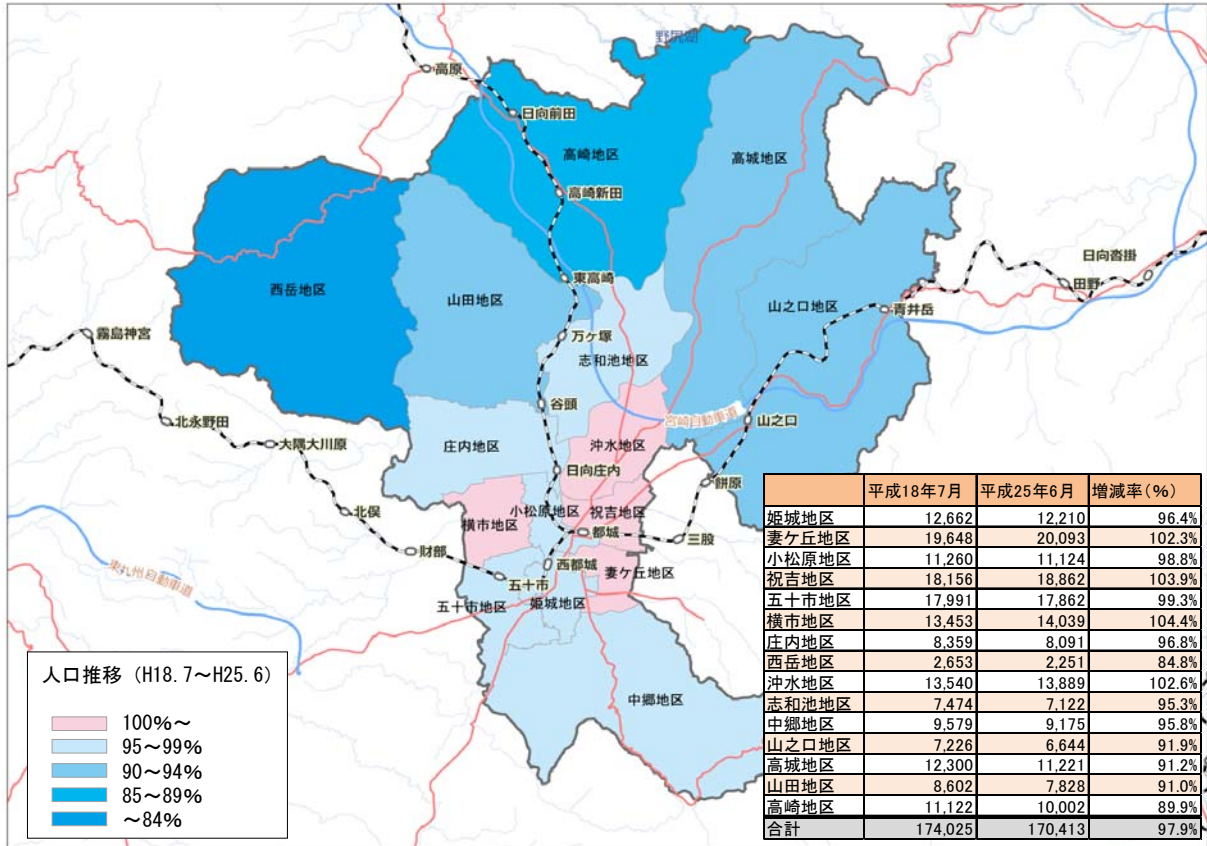 野尻湖
高原
日向前田
高崎地区
高城地区
高崎新田
日向沓掛
田野
東高崎
西岳地区
山田地区
山之口地区
青井岳
霧島神宮
万ヶ塚
志和池地区
谷頭
宮崎自動車道
山之口
北永野田
大隅大川原
庄内地区
沖水地区
日向庄内
餅原
北俣
横市地区
小松原地区
祝吉地区
都城
三股
財部
西都城
五十市
妻ケ丘地区
東九州自動車道
五十市地区
姫城地区
中郷地区
人口推移（H18.7～H25.6）
100%～
95～99%
90～94%
85～89%
～84%
平成18年7月 平成25年6月 増減率（%）
姫城地区 12,662 12,210 96.4%
妻ケ丘地区 19,648 20,093 102.3%
小松原地区 11,260 11,124 98.8%
祝吉地区 18,156 18,862 103.9%
五十市地区 17,991 17,862 99.3%
横市地区 13,453 14,039 104.4%
庄内地区 8,359 8,091 96.8%
西岳地区 2,653 2,251 84.8%
沖水地区 13,540 13,889 102.6%
志和池地区 7,474 7,122 95.3%
中郷地区 9,579 9,175 95.8%
山之口地区 7,226 6,644 91.9%
高城地区 12,300 11,221 91.2%
山田地区 8,602 7,828 91.0%
高崎地区 11,122 10,002 89.9%
合計 174,025 170,413 97.9%